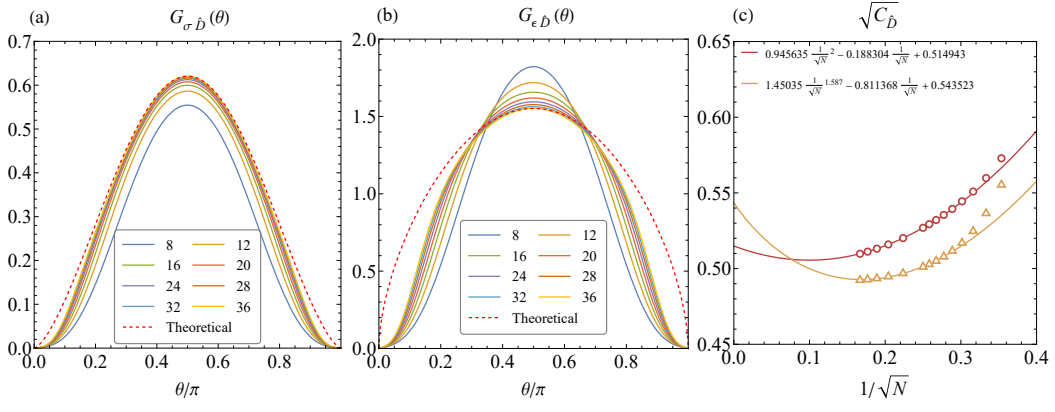 (a)
G_{σ D̂}(θ)
0.7
0.6
0.5
0.4
0.3
0.2
0.1
0.0
0.0 0.2 0.4 0.6 0.8
θ/π
8 12
16 20
24 28
32 36
Theoretical
(b)
G_{ϵ D̂}(θ)
2.0
1.5
1.0
0.5
0.0
0.0 0.2 0.4 0.6 0.8
θ/π
8 12
16 20
24 28
32 36
Theoretical
(c)
√C_{D̂}
0.65
0.60
0.55
0.50
0.45
0.0 0.1 0.2 0.3 0.4
1/√N
0.945635 1/√N ² − 0.188304 1/√N + 0.514943
1.45035 1/√N ^{1.587} − 0.811368 1/√N + 0.543523